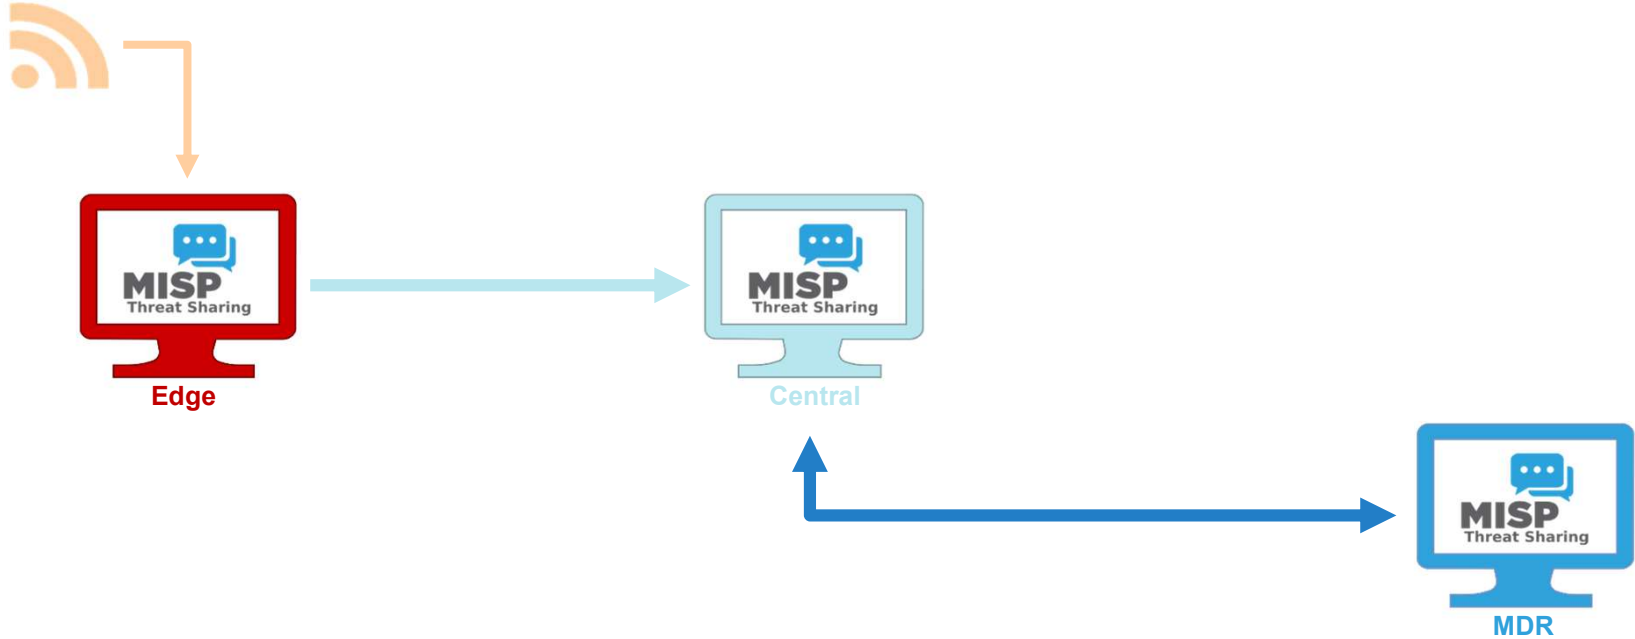 MISP
Threat Sharing
Edge
MISP
Threat Sharing
Central
MISP
Threat Sharing
MDR